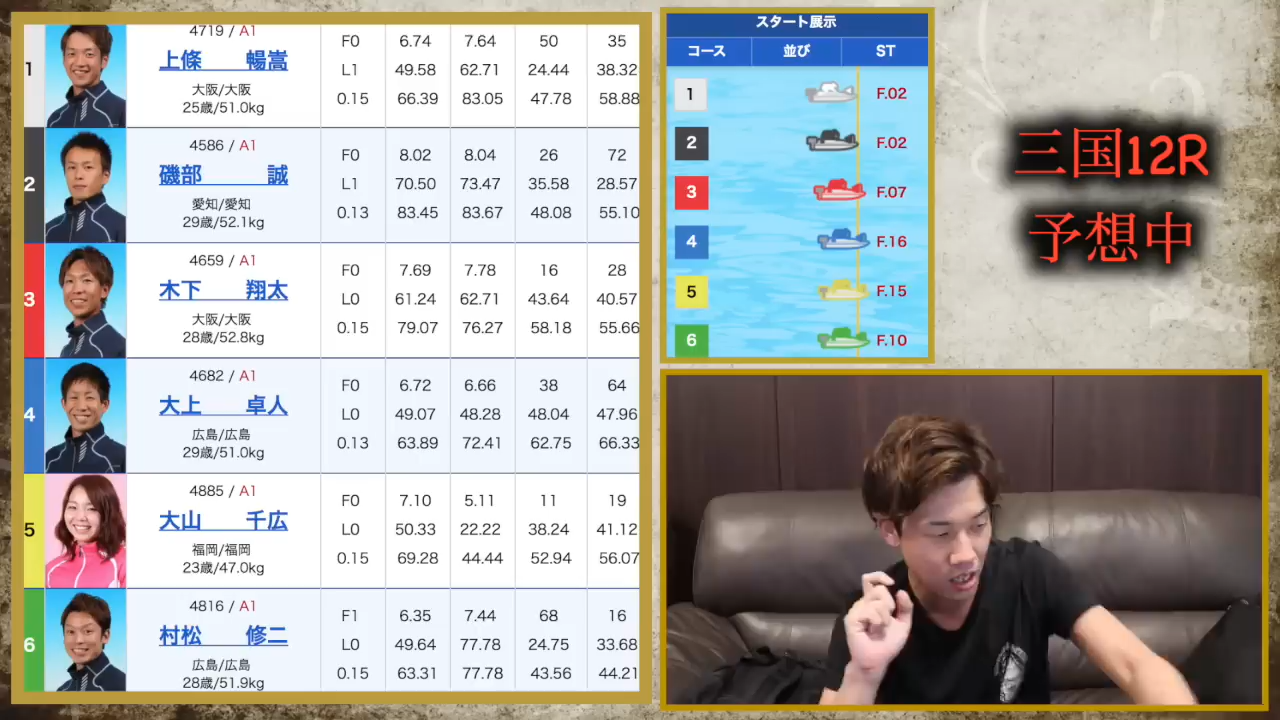 1
4719 / A1
上條 暢嵩
大阪/大阪
25歳/51.0kg
F0 6.74 7.64 50 35
L1 49.58 62.71 24.44 38.32
0.15 66.39 83.05 47.78 58.88
2
4586 / A1
磯部 誠
愛知/愛知
29歳/52.1kg
F0 8.02 8.04 26 72
L1 70.50 73.47 35.58 28.57
0.13 83.45 83.67 48.08 55.10
3
4659 / A1
木下 翔太
大阪/大阪
28歳/52.8kg
F0 7.69 7.78 16 28
L0 61.24 62.71 43.64 40.57
0.15 79.07 76.27 58.18 55.66
4
4682 / A1
大上 卓人
広島/広島
29歳/51.0kg
F0 6.72 6.66 38 64
L0 49.07 48.28 48.04 47.96
0.13 63.89 72.41 62.75 66.33
5
4885 / A1
大山 千広
福岡/福岡
23歳/47.0kg
F0 7.10 5.11 11 19
L0 50.33 22.22 38.24 41.12
0.15 69.28 44.44 52.94 56.07
6
4816 / A1
村松 修二
広島/広島
28歳/51.9kg
F1 6.35 7.44 68 16
L0 49.64 77.78 24.75 33.68
0.15 63.31 77.78 43.56 44.21
スタート展示
コース 並び ST
1 F.02
2 F.02
3 F.07
4 F.16
5 F.15
6 F.10
三国12R
予想中